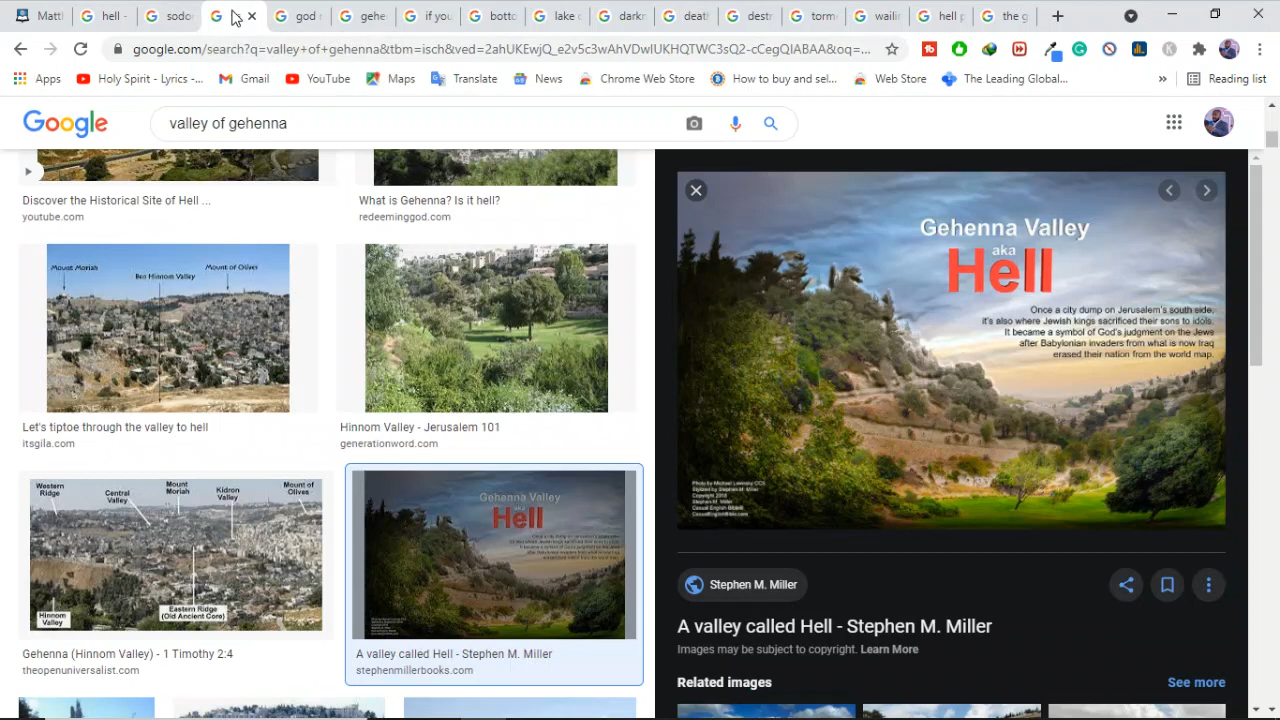 Matt
hell
sod
god
gehe
if you
botto
lake
dark
deat
dest
torm
wailin
hell p
the g
google.com/search?q=valley+of+gehenna&tbm=isch&ved=2ahUKEwjQ_e2v5c3wAhVDwIUKHQTWC3sQ2-cCegQIABAA&oq=...
Apps
Holy Spirit - Lyrics -...
Gmail
YouTube
Maps
Translate
News
Chrome Web Store
How to buy and sel...
Web Store
The Leading Global...
»
Reading list
Google
valley of gehenna
Discover the Historical Site of Hell ...
youtube.com
What is Gehenna? Is it hell?
redeeminggod.com
Mount Moriah
Ben Hinnom Valley
Mount of Olives
Let's tiptoe through the valley to hell
itsgila.com
Hinnom Valley - Jerusalem 101
generationword.com
Western
Ridge
Central
Valley
Mount
Moriah
Kidron
Valley
Mount of
Olives
Hinnom
Valley
Eastern Ridge
(Old Ancient Core)
Gehenna (Hinnom Valley) - 1 Timothy 2:4
theopenuniversalist.com
Gehenna Valley
Hell
A valley called Hell - Stephen M. Miller
stephenmillerbooks.com
Gehenna Valley
aka
Hell
Once a city dump on Jerusalem's south side,
it's also where Jewish kings sacrificed their sons to idols.
It became a symbol of God's judgment on the Jews
after Babylonian invaders from what is now Iraq
erased their nation from the world map.
Stephen M. Miller
A valley called Hell - Stephen M. Miller
Images may be subject to copyright. Learn More
Related images
See more